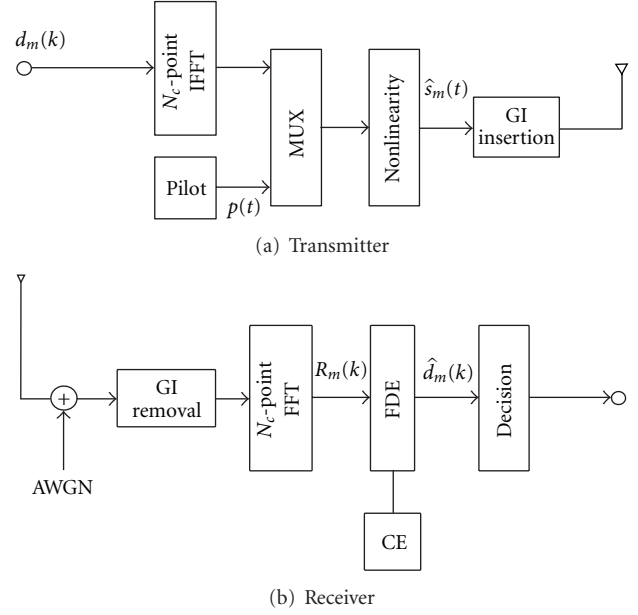 d_m(k)
N_c-point
IFFT
Pilot
p(t)
MUX
Nonlinearity
ŝ_m(t)
GI
insertion
(a) Transmitter
+
AWGN
GI
removal
N_c-point
FFT
R_m(k)
FDE
CE
d̂_m(k)
Decision
(b) Receiver